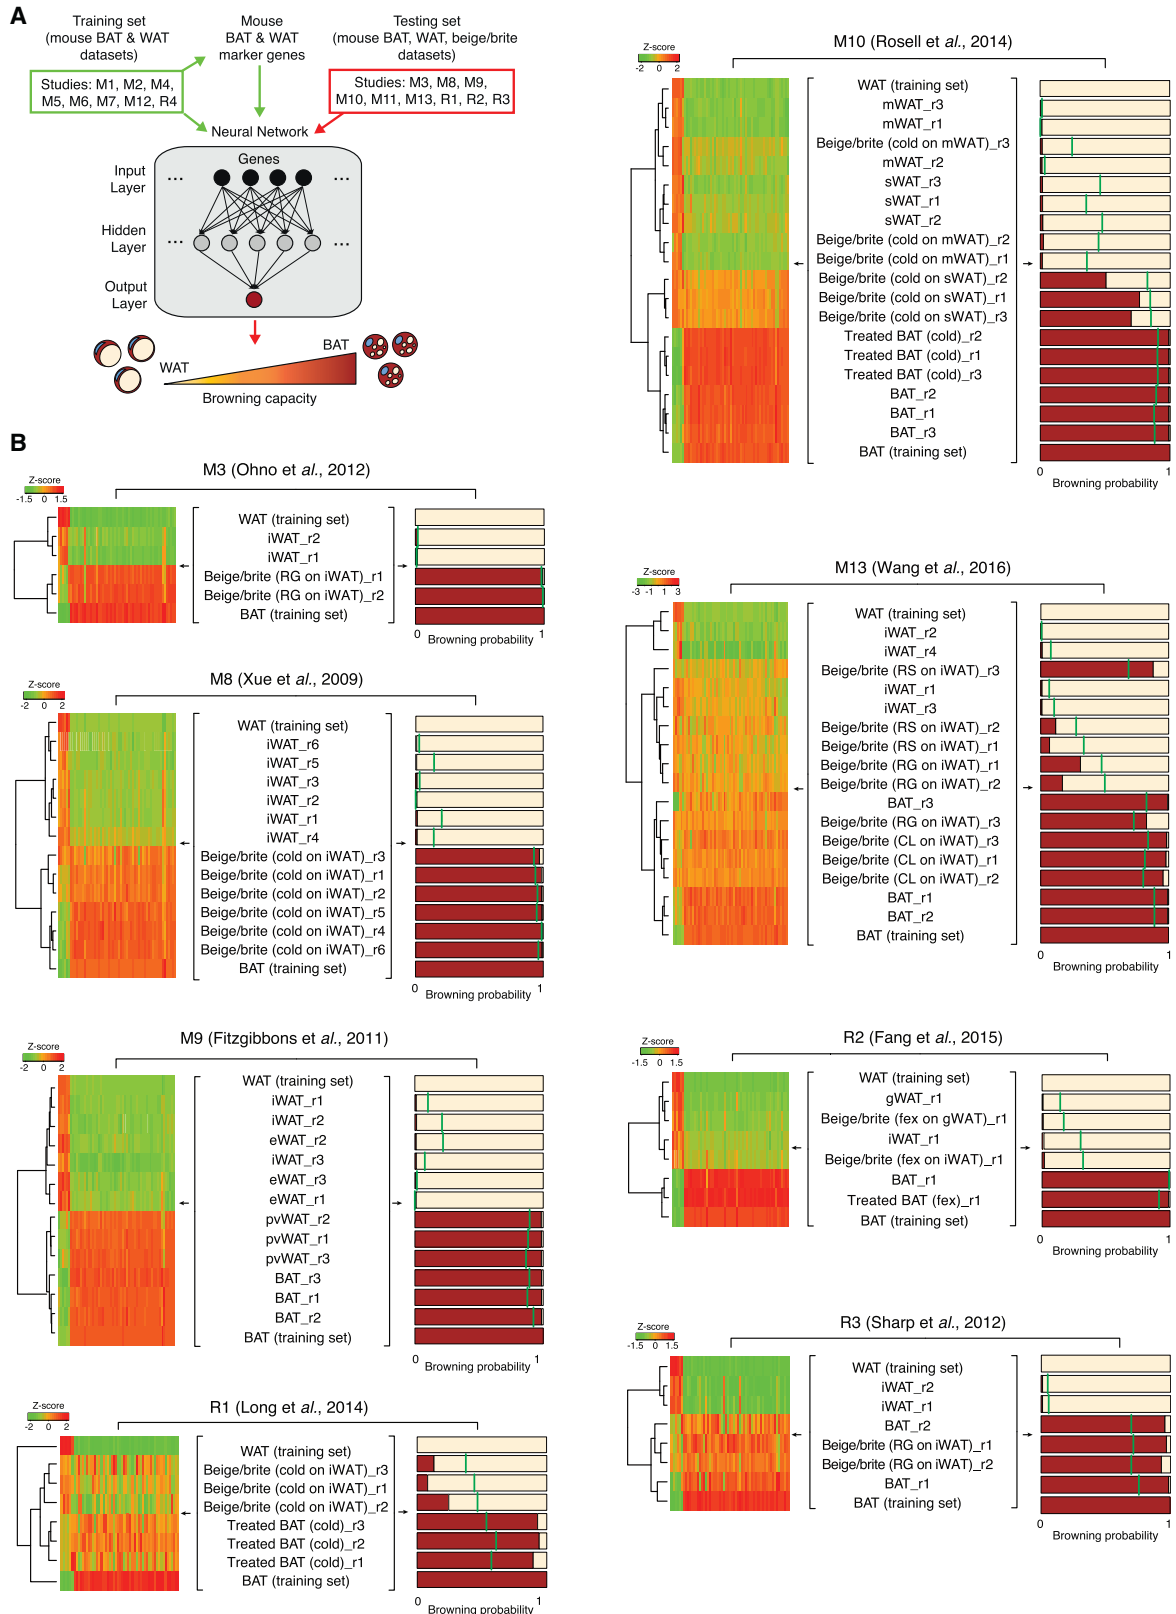 A
Training set
(mouse BAT & WAT
datasets)
Studies: M1, M2, M4,
M5, M6, M7, M12, R4
Mouse
BAT & WAT
marker genes
Testing set
(mouse BAT, WAT, beige/brite
datasets)
Studies: M3, M8, M9,
M10, M11, M13, R1, R2, R3
Neural Network
Genes
Input
Layer
...
...
Hidden
Layer
...
...
Output
Layer
WAT
BAT
Browning capacity
B
M3 (Ohno et al., 2012)
Z-score
-1.5 0 1.5
WAT (training set)
iWAT_r2
iWAT_r1
Beige/brite (RG on iWAT)_r1
Beige/brite (RG on iWAT)_r2
BAT (training set)
0 1
Browning probability
M8 (Xue et al., 2009)
Z-score
-2 0 2
WAT (training set)
iWAT_r6
iWAT_r5
iWAT_r3
iWAT_r2
iWAT_r1
iWAT_r4
Beige/brite (cold on iWAT)_r3
Beige/brite (cold on iWAT)_r1
Beige/brite (cold on iWAT)_r2
Beige/brite (cold on iWAT)_r5
Beige/brite (cold on iWAT)_r4
Beige/brite (cold on iWAT)_r6
BAT (training set)
0 1
Browning probability
M9 (Fitzgibbons et al., 2011)
Z-score
-2 0 2
WAT (training set)
iWAT_r1
iWAT_r2
eWAT_r2
iWAT_r3
eWAT_r3
eWAT_r1
pvWAT_r2
pvWAT_r1
pvWAT_r3
BAT_r3
BAT_r1
BAT_r2
BAT (training set)
0 1
Browning probability
R1 (Long et al., 2014)
Z-score
-2 0 2
WAT (training set)
Beige/brite (cold on iWAT)_r3
Beige/brite (cold on iWAT)_r1
Beige/brite (cold on iWAT)_r2
Treated BAT (cold)_r3
Treated BAT (cold)_r2
Treated BAT (cold)_r1
BAT (training set)
0 1
Browning probability
M10 (Rosell et al., 2014)
Z-score
-2 0 2
WAT (training set)
mWAT_r3
mWAT_r1
Beige/brite (cold on mWAT)_r3
mWAT_r2
sWAT_r3
sWAT_r1
sWAT_r2
Beige/brite (cold on mWAT)_r2
Beige/brite (cold on mWAT)_r1
Beige/brite (cold on sWAT)_r2
Beige/brite (cold on sWAT)_r1
Beige/brite (cold on sWAT)_r3
Treated BAT (cold)_r2
Treated BAT (cold)_r1
Treated BAT (cold)_r3
BAT_r2
BAT_r1
BAT_r3
BAT (training set)
0 1
Browning probability
M13 (Wang et al., 2016)
Z-score
-3 -1 1 3
WAT (training set)
iWAT_r2
iWAT_r4
Beige/brite (RS on iWAT)_r3
iWAT_r1
iWAT_r3
Beige/brite (RS on iWAT)_r2
Beige/brite (RS on iWAT)_r1
Beige/brite (RG on iWAT)_r1
Beige/brite (RG on iWAT)_r2
BAT_r3
Beige/brite (RG on iWAT)_r3
Beige/brite (CL on iWAT)_r3
Beige/brite (CL on iWAT)_r1
Beige/brite (CL on iWAT)_r2
BAT_r1
BAT_r2
BAT (training set)
0 1
Browning probability
R2 (Fang et al., 2015)
Z-score
-1.5 0 1.5
WAT (training set)
gWAT_r1
Beige/brite (fex on gWAT)_r1
iWAT_r1
Beige/brite (fex on iWAT)_r1
BAT_r1
Treated BAT (fex)_r1
BAT (training set)
0 1
Browning probability
R3 (Sharp et al., 2012)
Z-score
-1.5 0 1.5
WAT (training set)
iWAT_r2
iWAT_r1
BAT_r2
Beige/brite (RG on iWAT)_r1
Beige/brite (RG on iWAT)_r2
BAT_r1
BAT (training set)
0 1
Browning probability